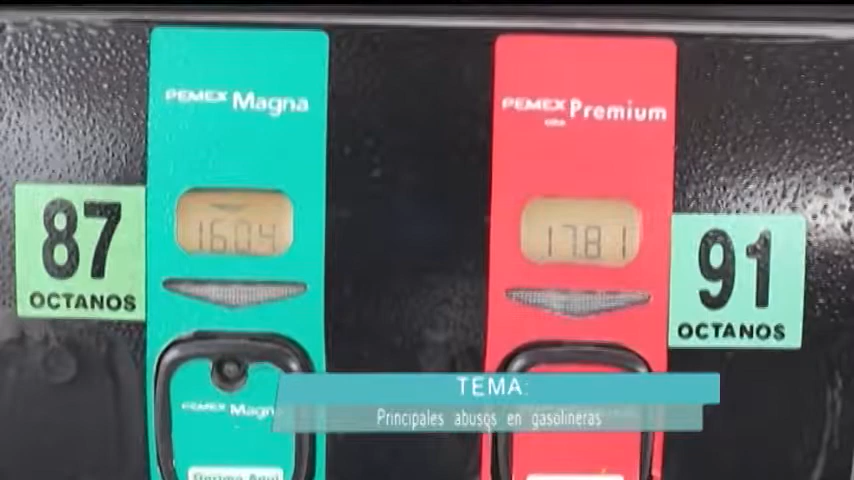 PEMEX Magna
PEMEX Premium
87
OCTANOS
16.04
17.81
91
OCTANOS
TEMA:
Principales abusos en gasolineras
PEMEX Magna